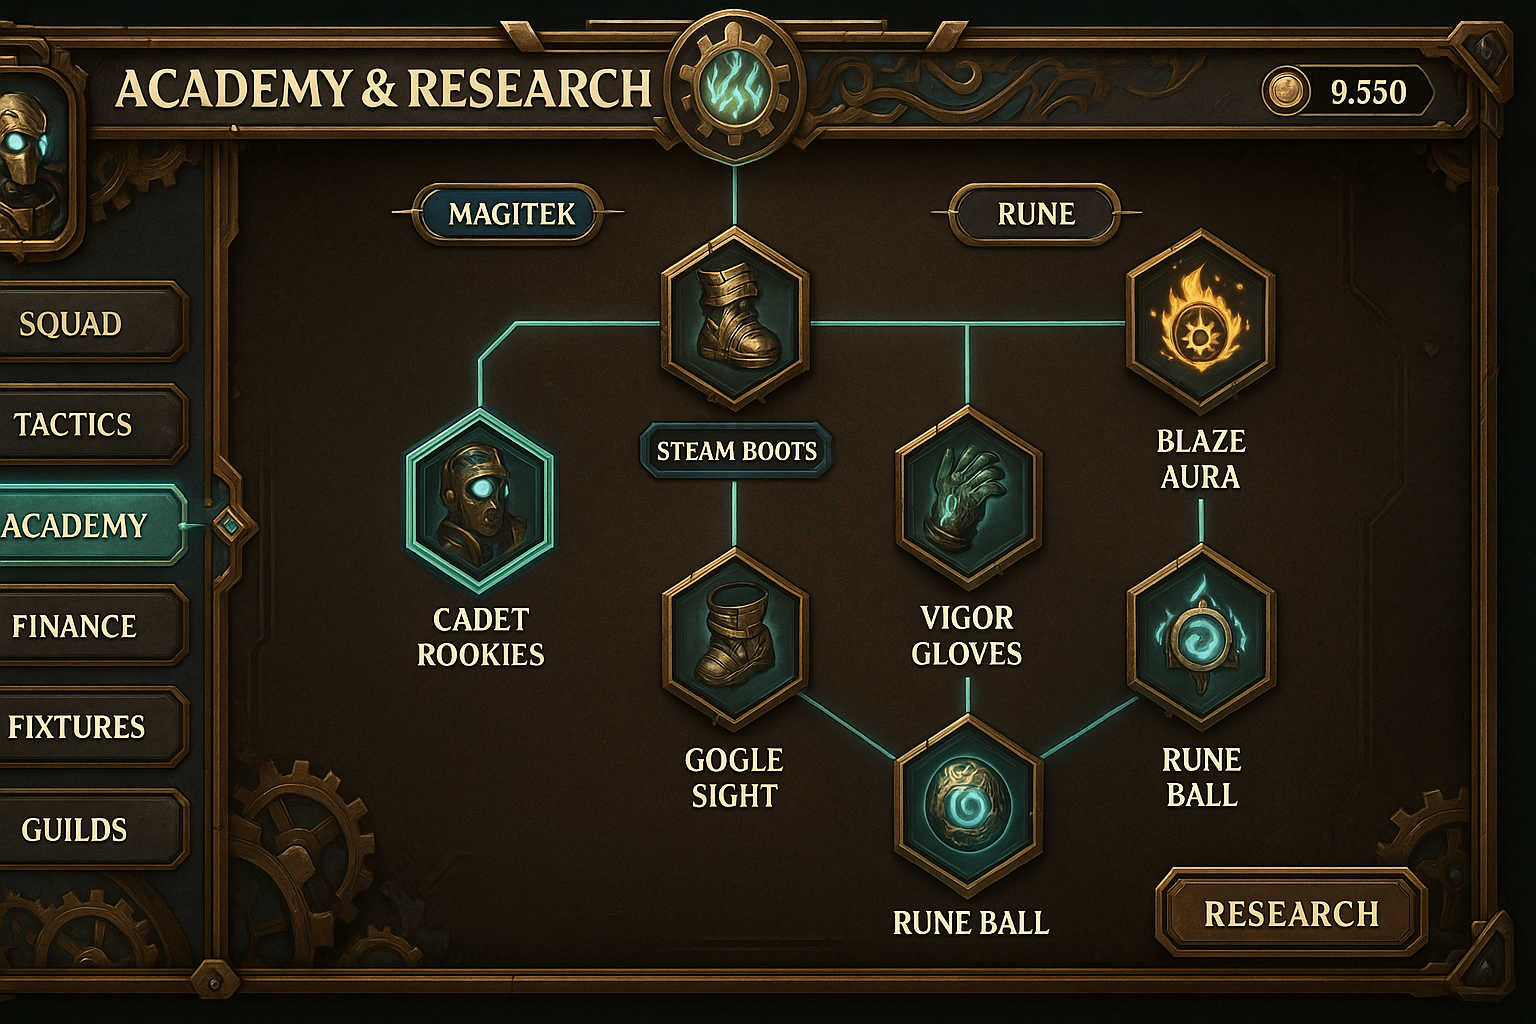 ACADEMY & RESEARCH
9.550
MAGITEK
RUNE
SQUAD
TACTICS
ACADEMY
FINANCE
FIXTURES
GUILDS
STEAM BOOTS
BLAZE
AURA
CADET
ROOKIES
VIGOR
GLOVES
GOGLE
SIGHT
RUNE
BALL
RUNE BALL
RESEARCH